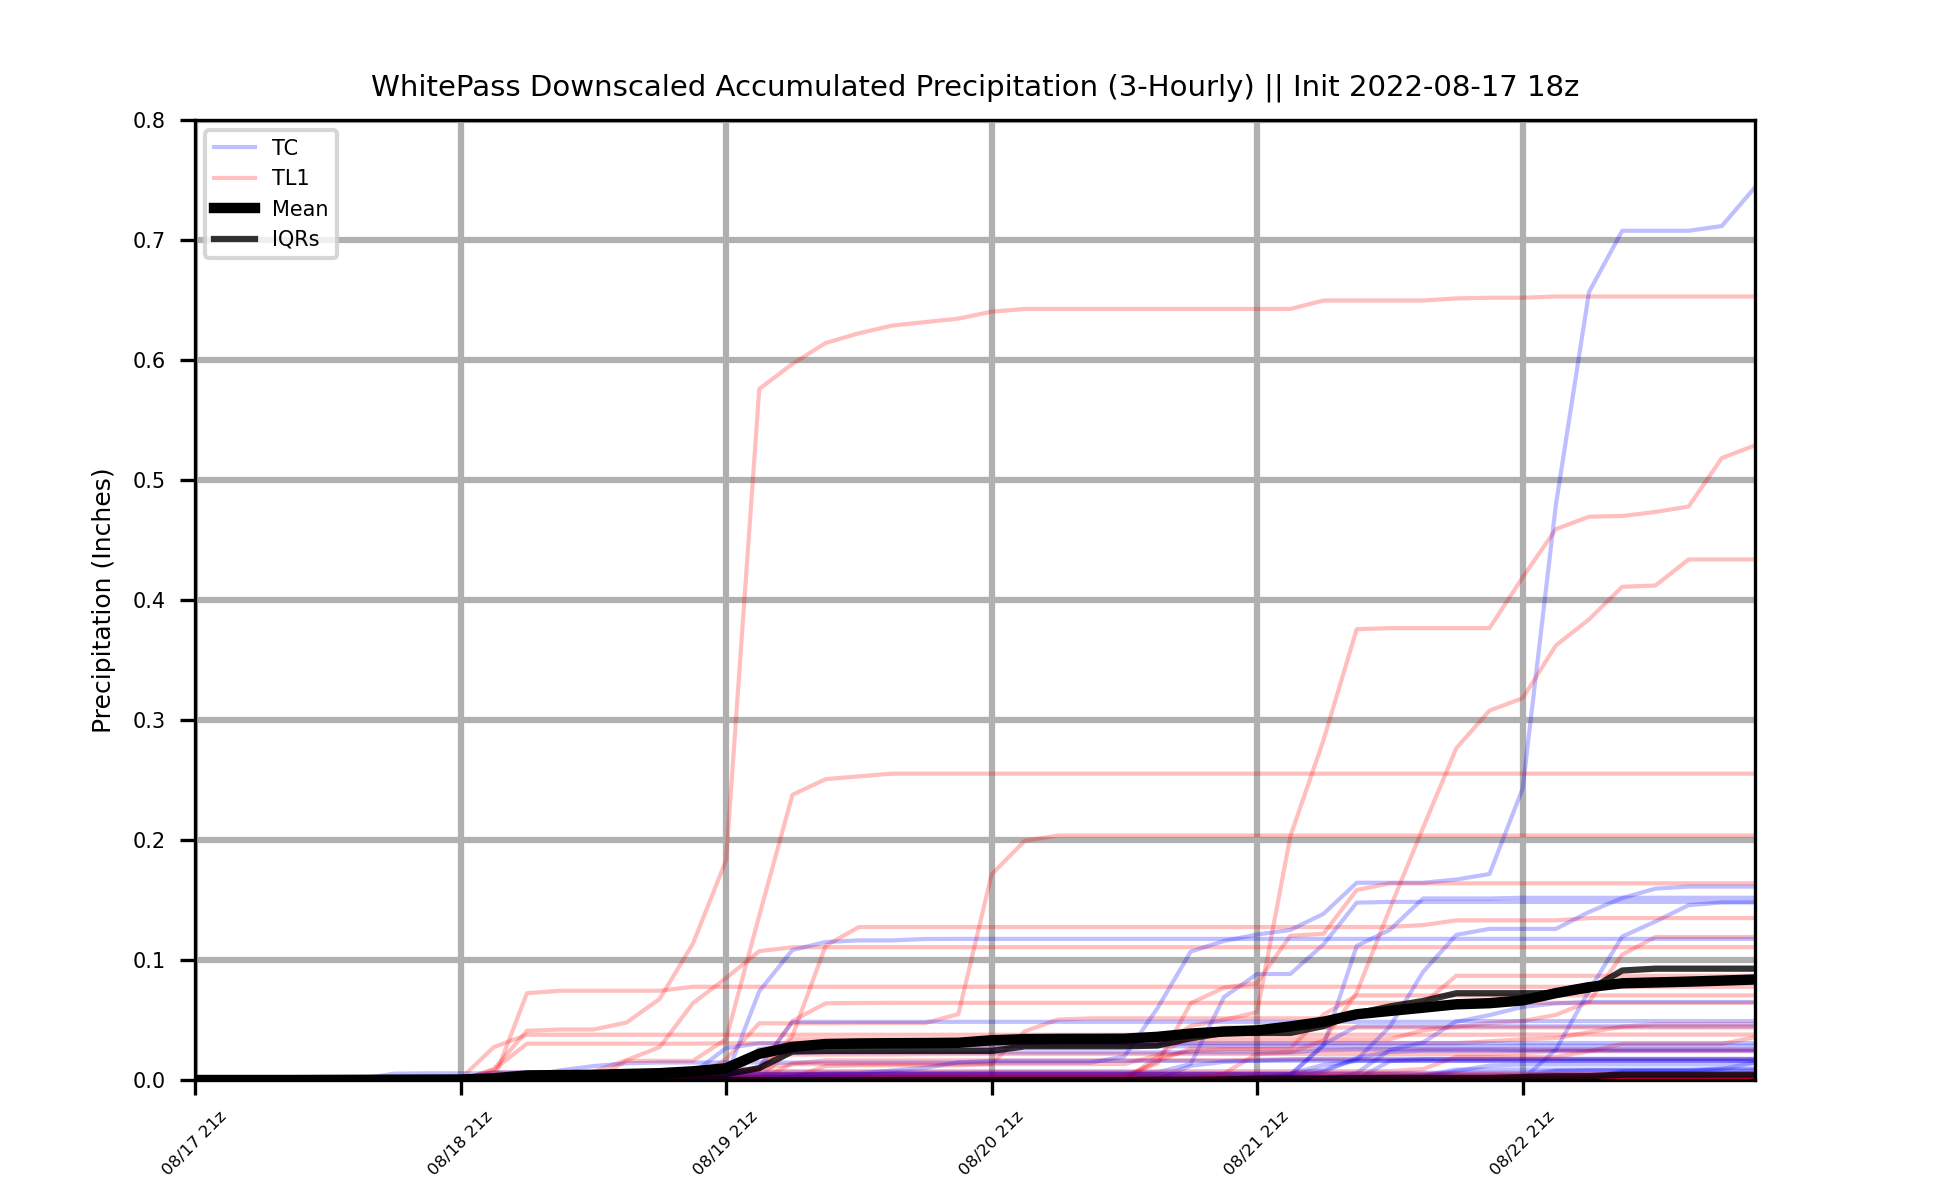 WhitePass Downscaled Accumulated Precipitation (3-Hourly) || Init 2022-08-17 18z
TC
TL1
Mean
IQRs
Precipitation (Inches)
0.8
0.7
0.6
0.5
0.4
0.3
0.2
0.1
0.0
08/17 21z
08/18 21z
08/19 21z
08/20 21z
08/21 21z
08/22 21z